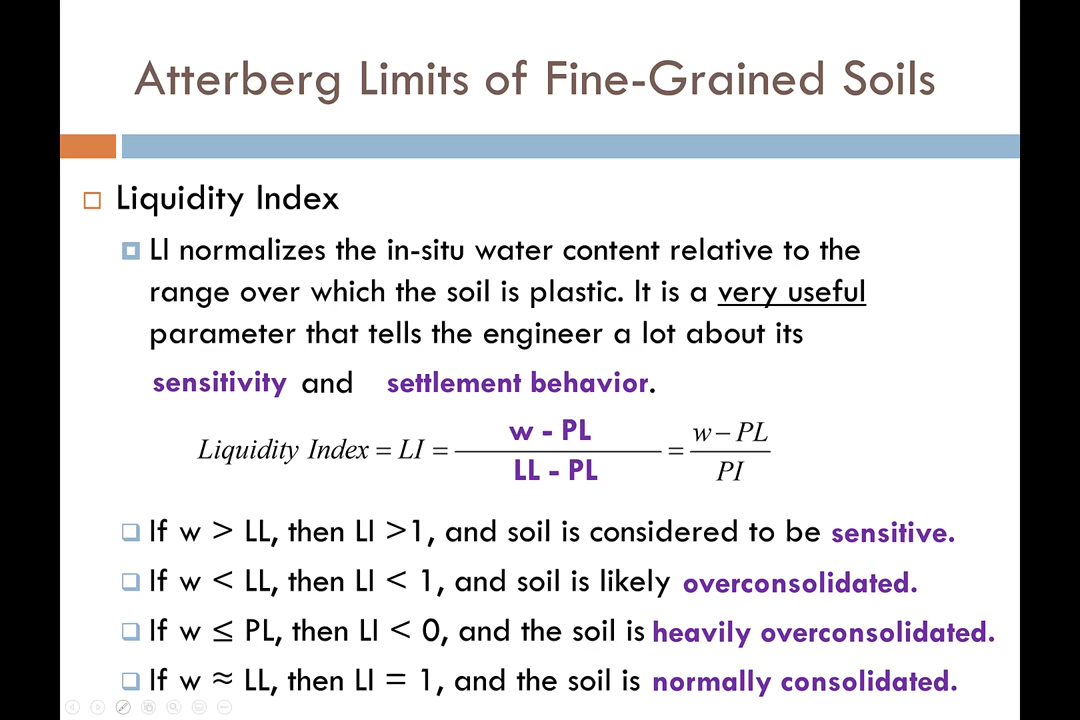 Atterberg Limits of Fine-Grained Soils
Liquidity Index
LI normalizes the in-situ water content relative to the
range over which the soil is plastic. It is a very useful
parameter that tells the engineer a lot about its
sensitivity and settlement behavior.
Liquidity Index = LI = w - PL / LL - PL = w - PL / PI
If w > LL, then LI >1, and soil is considered to be sensitive.
If w < LL, then LI < 1, and soil is likely overconsolidated.
If w ≤ PL, then LI < 0, and the soil is heavily overconsolidated.
If w ≈ LL, then LI = 1, and the soil is normally consolidated.